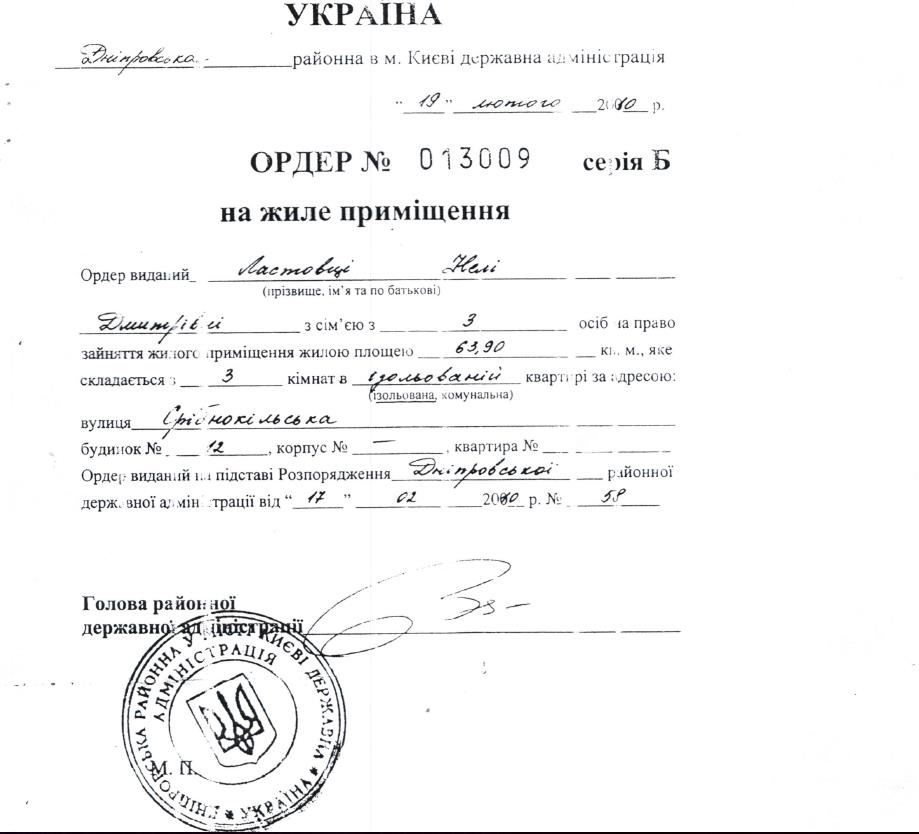 УКРАЇНА
Дніпровська районна в м. Києві державна адміністрація
" 19 " лютого 2010 р.
ОРДЕР № 013009 серія Б
на жиле приміщення
Ордер виданий Ластовці Нелі
(прізвище, ім'я та по батькові)
Дмитрівні з сім'єю з 3 осіб на право
зайняття жилого приміщення жилою площею 63,90 кв. м., яке
складається з 3 кімнат в ізольованій квартирі за адресою:
(ізольована, комунальна)
вулиця Срібнокільська
будинок № 12, корпус № —, квартира №
Ордер виданий на підставі Розпорядження Дніпровської районної
державної адміністрації від “ 17 ” 02 2010 р. № 58
Голова районної
державної адміністрації
М. П.
ДНІПРОВСЬКА РАЙОННА У МІСТІ КИЄВІ ДЕРЖАВНА
АДМІНІСТРАЦІЯ
* УКРАЇНА *